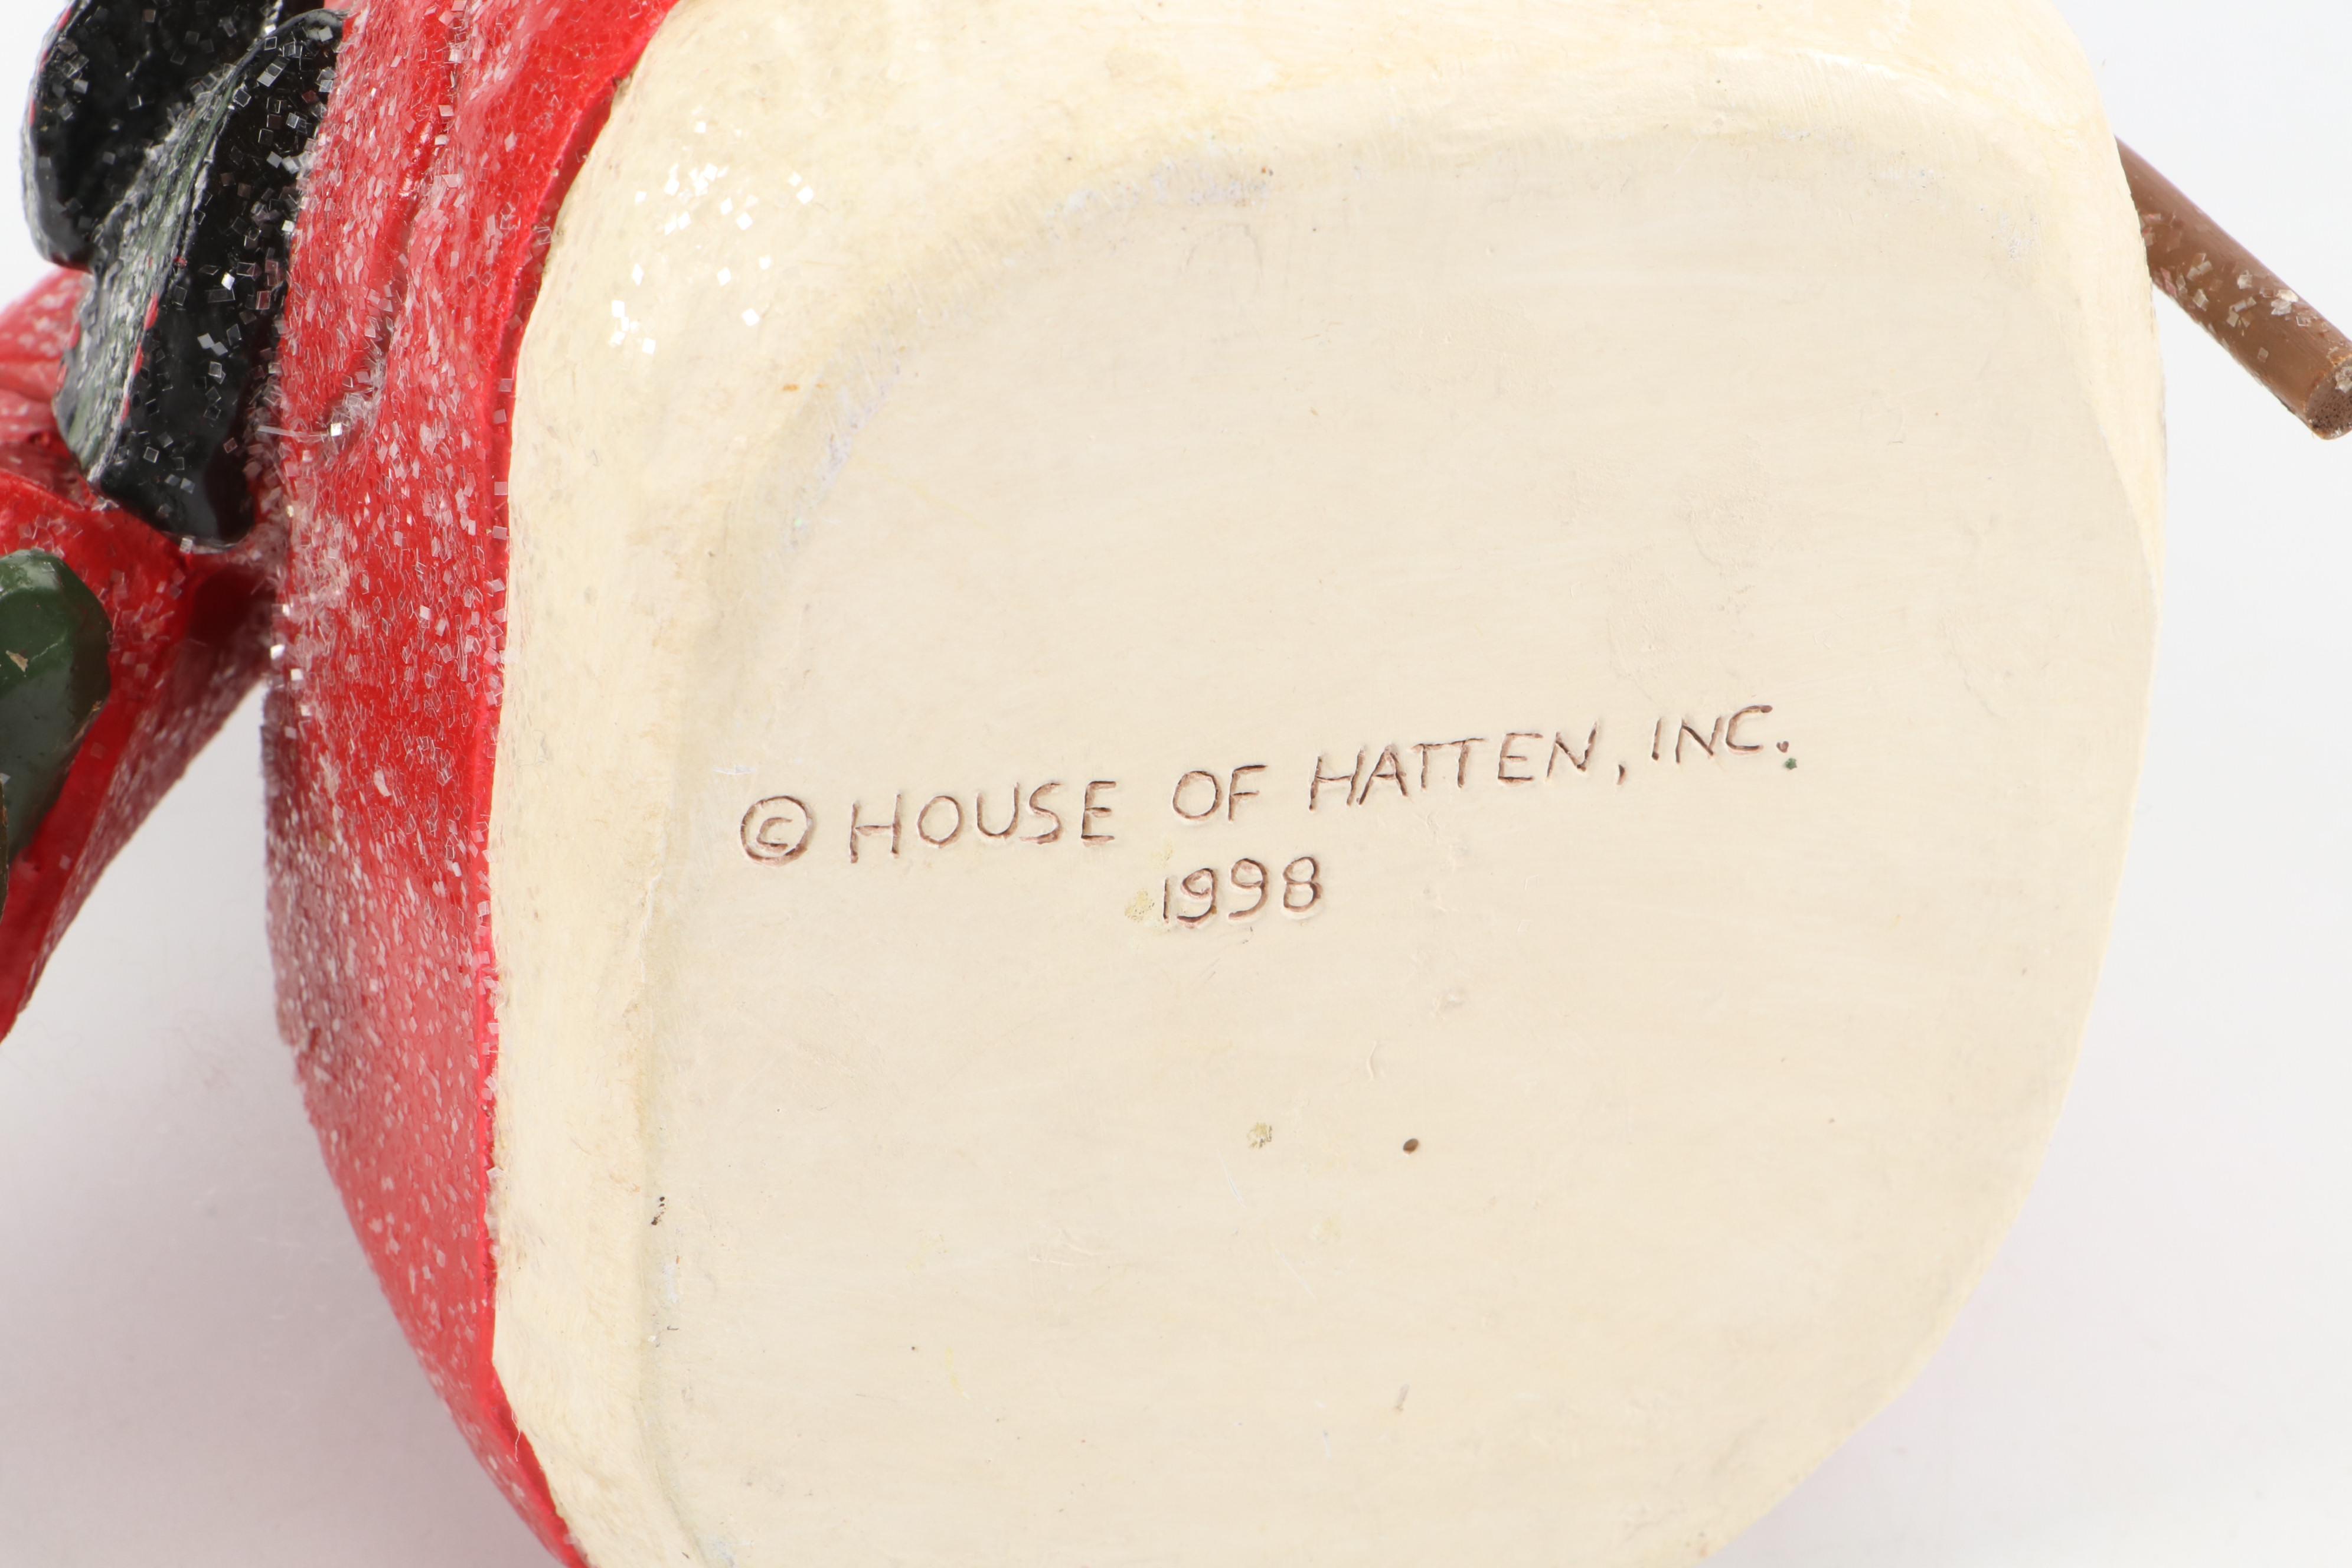 © HOUSE OF HATTEN, INC.
1998